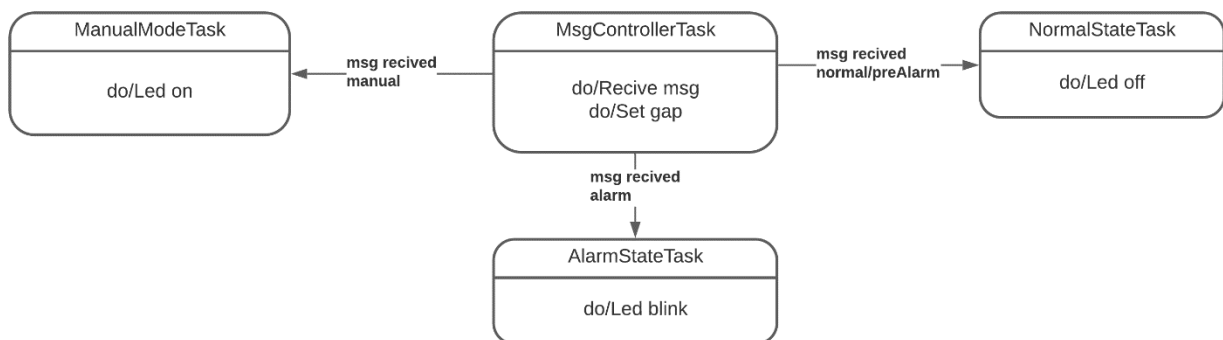 ManualModeTask
do/Led on
msg recived
manual
MsgControllerTask
do/Recive msg
do/Set gap
msg recived
normal/preAlarm
NormalStateTask
do/Led off
msg recived
alarm
AlarmStateTask
do/Led blink